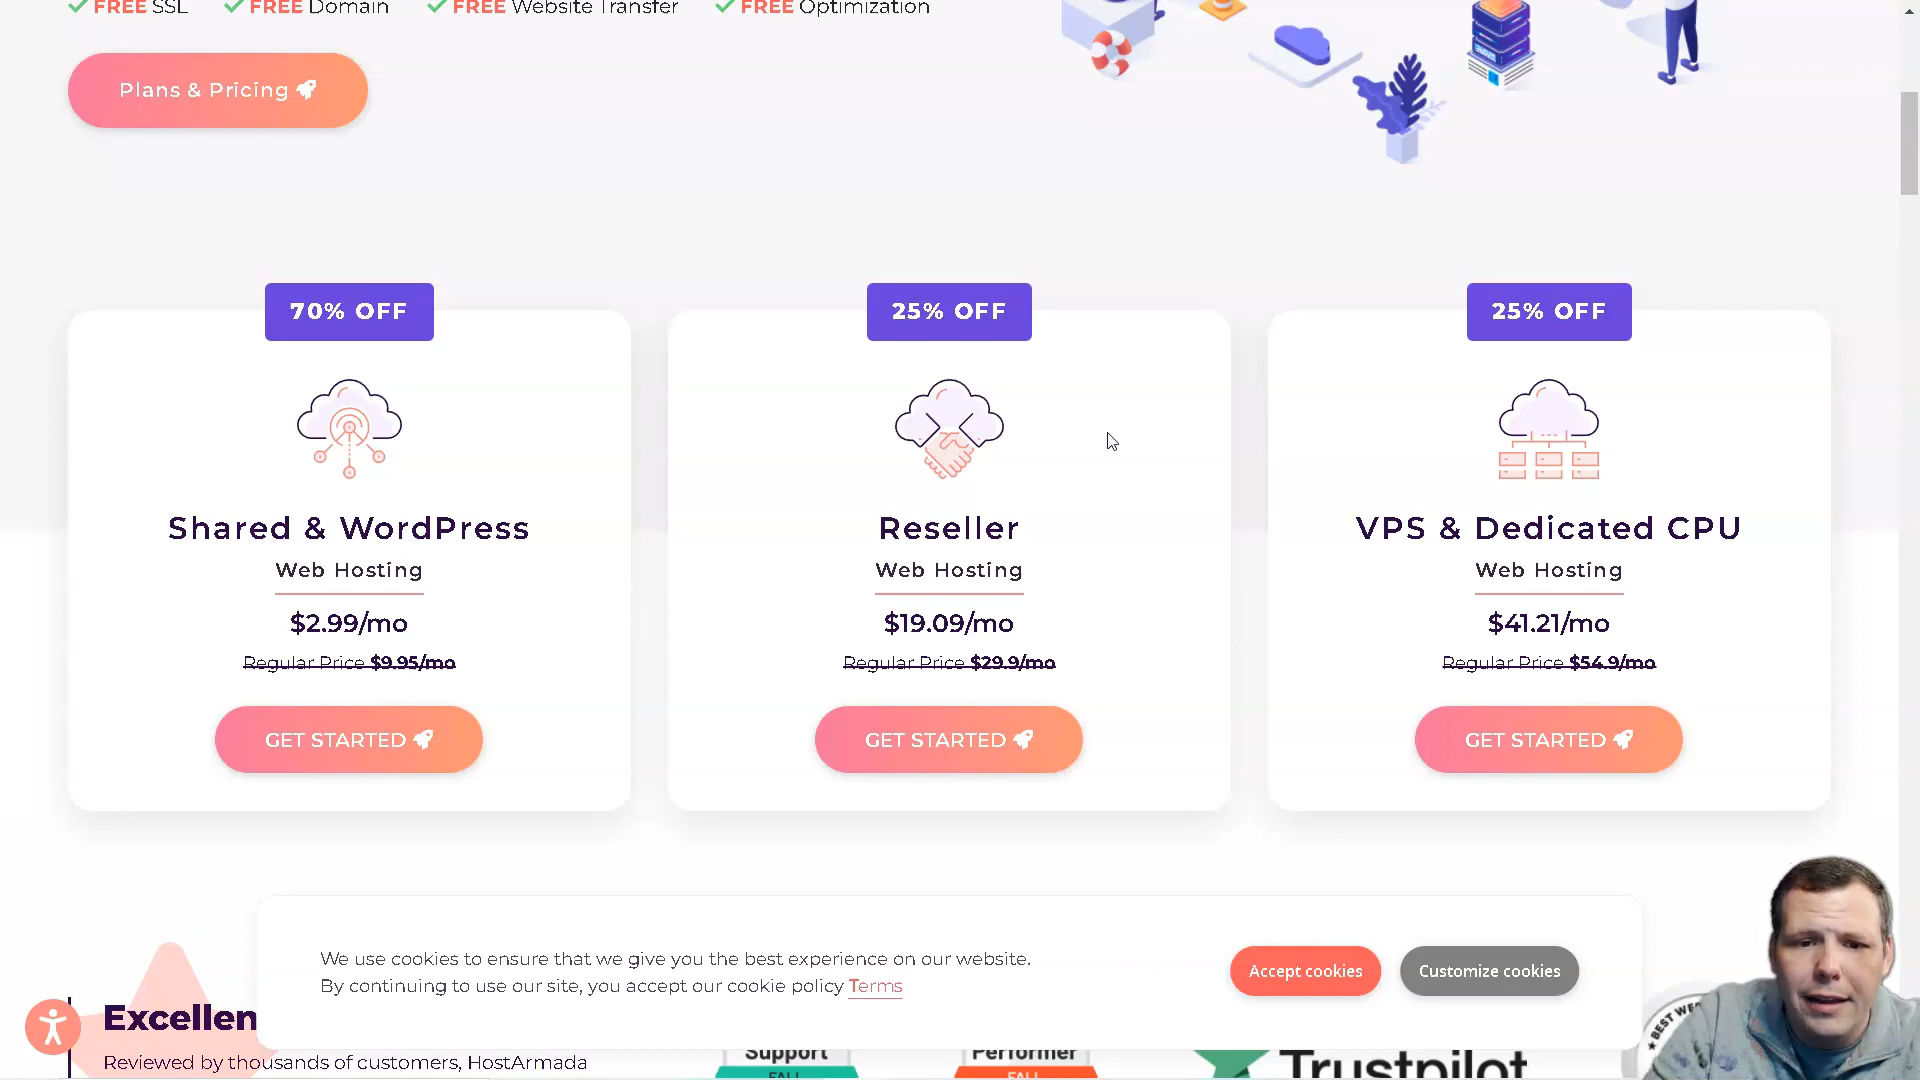 FREE SSL FREE Domain FREE Website Transfer FREE Optimization
Plans & Pricing
70% OFF
25% OFF
25% OFF
Shared & WordPress
Web Hosting
$2.99/mo
Regular Price $9.95/mo
GET STARTED
Reseller
Web Hosting
$19.09/mo
Regular Price $29.9/mo
GET STARTED
VPS & Dedicated CPU
Web Hosting
$41.21/mo
Regular Price $54.9/mo
GET STARTED
We use cookies to ensure that we give you the best experience on our website.
By continuing to use our site, you accept our cookie policy Terms
Accept cookies
Customize cookies
Excellen
Reviewed by thousands of customers, HostArmada
Support
FALL
Performer
FALL
Trustpilot
BEST WE